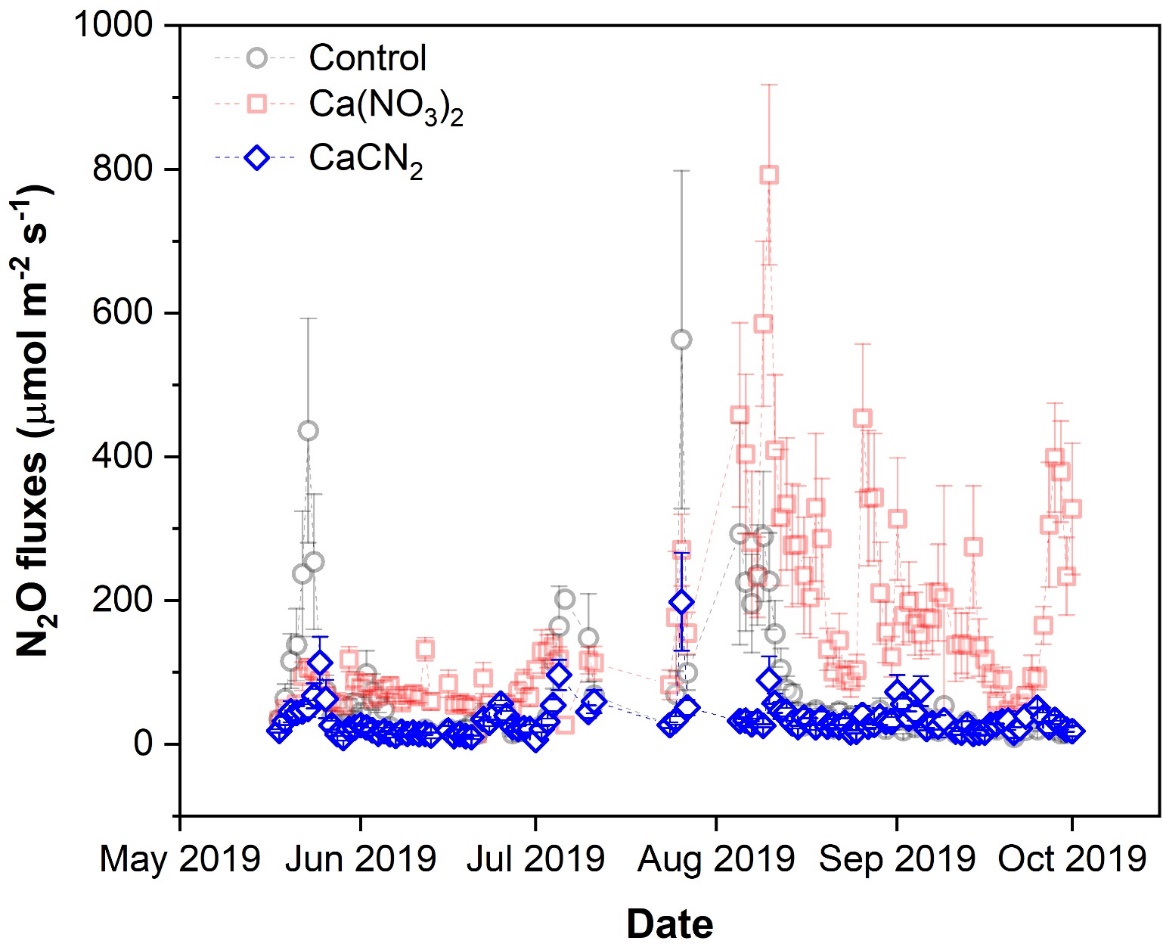 1000
800
600
400
200
0
N₂O fluxes (μmol m⁻² s⁻¹)
Control
Ca(NO₃)₂
CaCN₂
May 2019 Jun 2019 Jul 2019 Aug 2019 Sep 2019 Oct 2019
Date